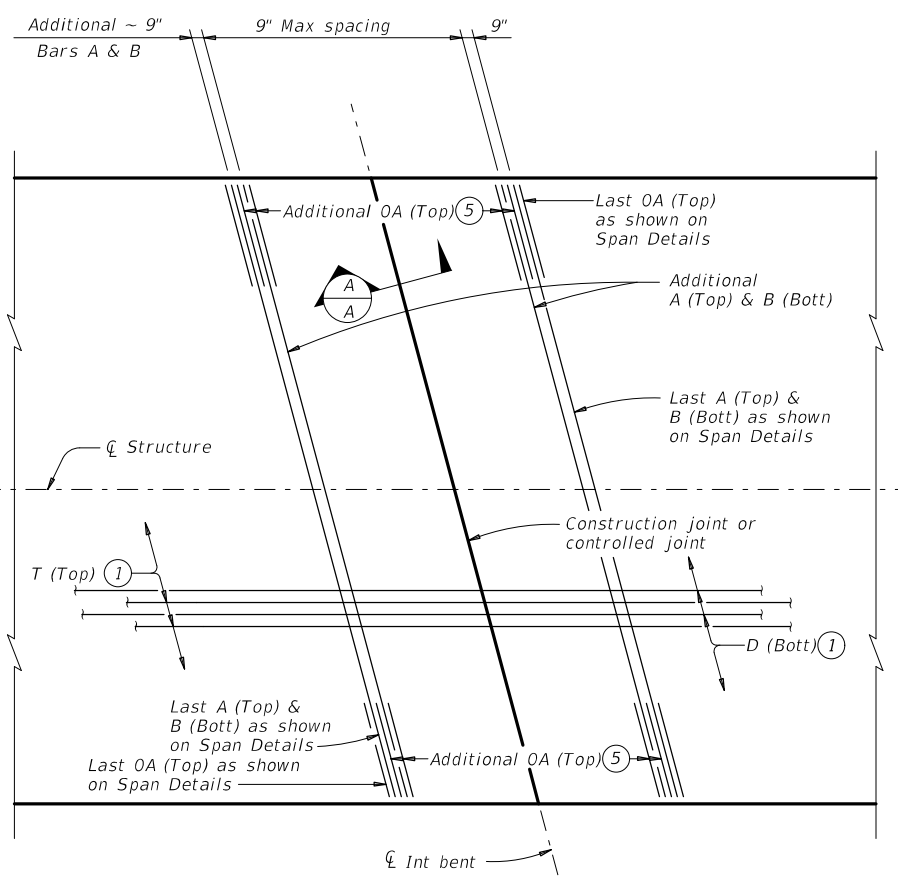 Additional ~ 9"
Bars A & B
9" Max spacing
9"
Additional OA (Top) 5
Last OA (Top)
as shown on
Span Details
A
A
Additional
A (Top) & B (Bott)
Last A (Top) &
B (Bott) as shown
on Span Details
℄ Structure
Construction joint or
controlled joint
T (Top) 1
D (Bott) 1
Last A (Top) &
B (Bott) as shown
on Span Details
Last OA (Top) as shown
on Span Details
Additional OA (Top) 5
℄ Int bent